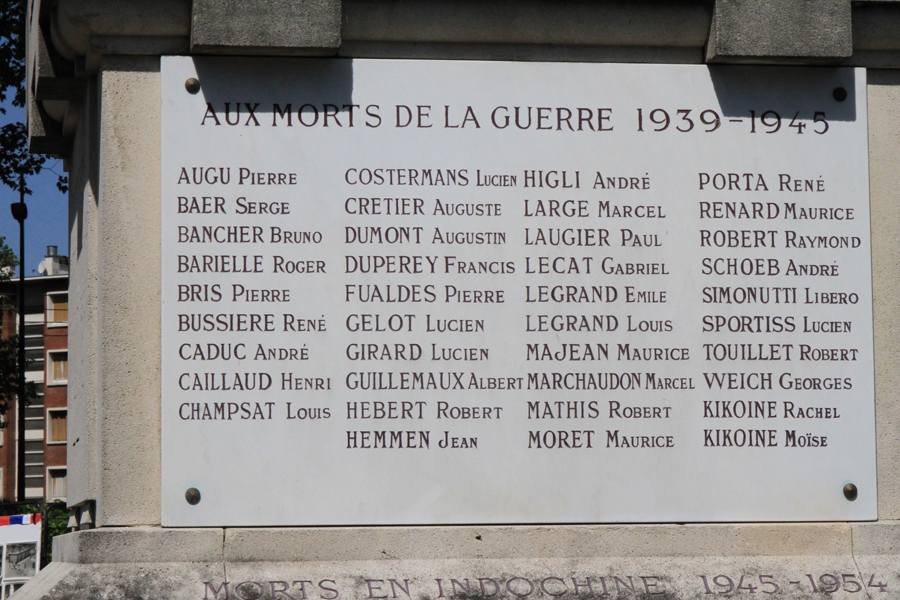 AUX MORTS DE LA GUERRE 1939-1945
AUGU PIERRE
BAER SERGE
BANCHER BRUNO
BARIELLE ROGER
BRIS PIERRE
BUSSIERE RENÉ
CADUC ANDRÉ
CAILLAUD HENRI
CHAMPSAT LOUIS
COSTERMANS LUCIEN
CRETIER AUGUSTE
DUMONT AUGUSTIN
DUPEREY FRANCIS
FUALDES PIERRE
GELOT LUCIEN
GIRARD LUCIEN
GUILLEMAUX ALBERT
HEBERT ROBERT
HEMMEN JEAN
HIGLI ANDRÉ
LARGE MARCEL
LAUGIER PAUL
LECAT GABRIEL
LEGRAND EMILE
LEGRAND LOUIS
MAJEAN MAURICE
MARCHAUDON MARCEL
MATHIS ROBERT
MORET MAURICE
PORTA RENÉ
RENARD MAURICE
ROBERT RAYMOND
SCHOEB ANDRÉ
SIMONUTTI LIBERO
SPORTISS LUCIEN
TOUILLET ROBERT
WEICH GEORGES
KIKOINE RACHEL
KIKOINE MOÏSE
MORTS EN INDOCHINE 1945-1954